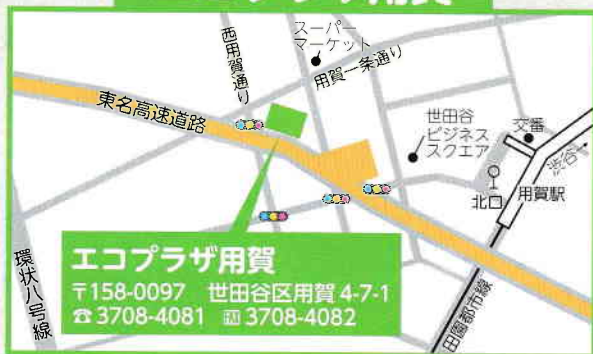 西用賀通り
スーパー
マーケット
用賀一条通り
東名高速道路
世田谷
ビジネス
スクエア
交番
渋谷
北口
用賀駅
環状八号線
田園都市線
エコプラザ用賀
〒158-0097 世田谷区用賀 4-7-1
☎ 3708-4081 FAX 3708-4082